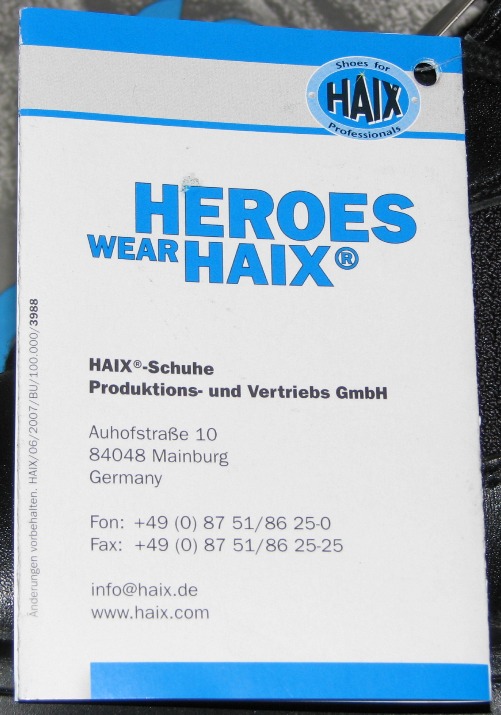 Shoes for
HAIX
Professionals
HEROES
WEAR HAIX®
HAIX®-Schuhe
Produktions- und Vertriebs GmbH
Auhofstraße 10
84048 Mainburg
Germany
Fon: +49 (0) 87 51/86 25-0
Fax: +49 (0) 87 51/86 25-25
info@haix.de
www.haix.com
Änderungen vorbehalten. HAIX/06/2007/BU/100.000/3988